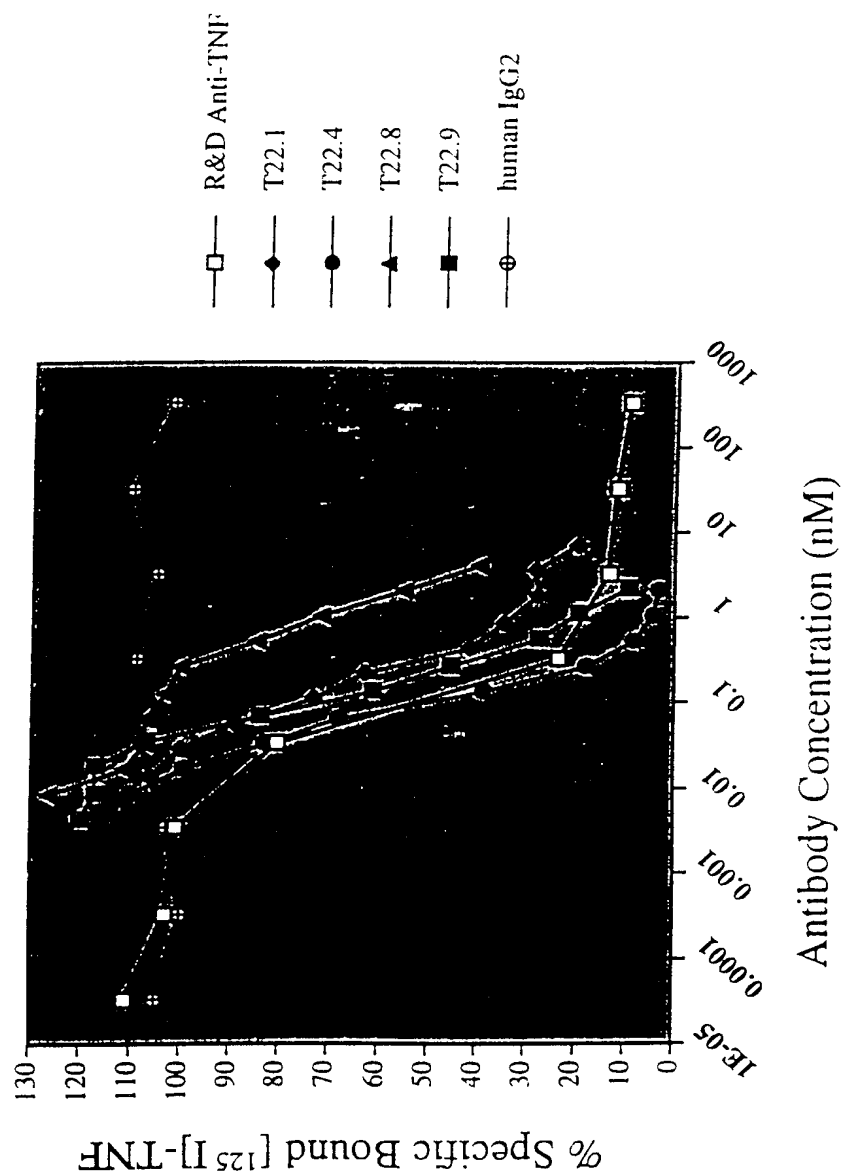 % Specific Bound [125 I]-TNF
130
120
110
100
90
80
70
60
50
40
30
20
10
0
1E-05
0.0001
0.001
0.01
0.1
1
10
100
1000
Antibody Concentration (nM)
R&D Anti-TNF
T22.1
T22.4
T22.8
T22.9
human IgG2